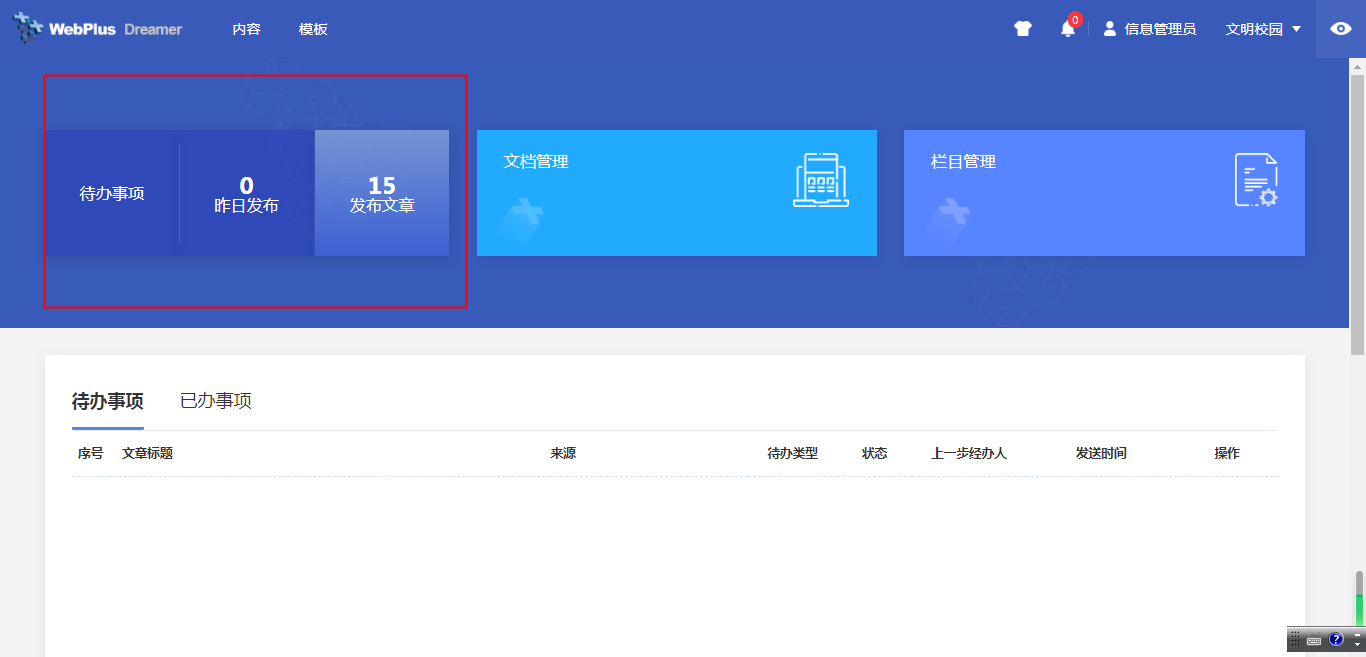 WebPlus Dreamer 内容 模板 0 信息管理员 文明校园
待办事项
0
昨日发布
15
发布文章
文档管理
栏目管理
待办事项 已办事项
序号 文章标题 来源 待办类型 状态 上一步经办人 发送时间 操作
?